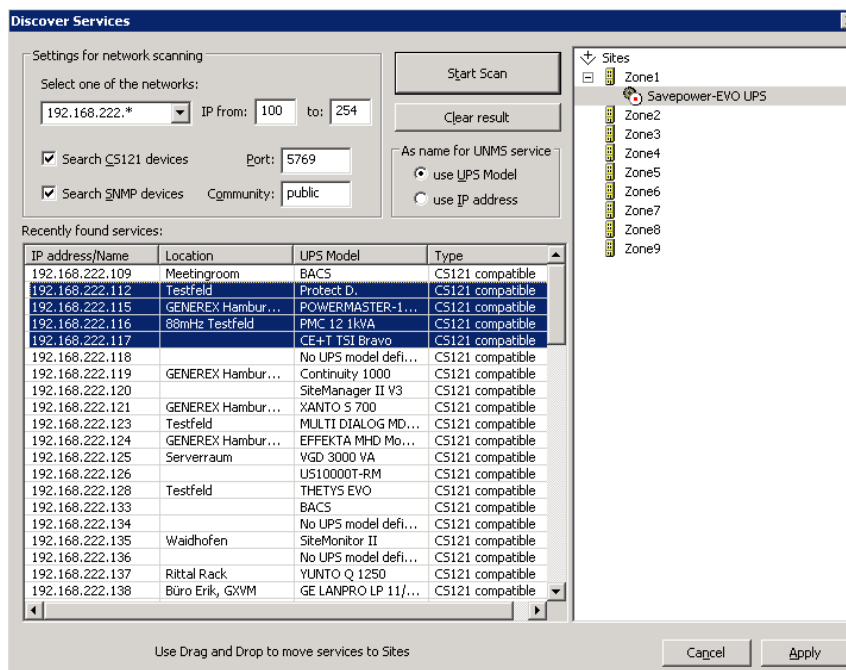 Discover Services
Settings for network scanning
Select one of the networks:
192.168.222.* IP from: 100 to: 254
Search CS121 devices Port: 5769
Search SNMP devices Community: public
Start Scan
Clear result
As name for UNMS service
use UPS Model
use IP address
Recently found services:
IP address/Name Location UPS Model Type
192.168.222.109 Meetingroom BACS CS121 compatible
192.168.222.112 Testfeld Protect D. CS121 compatible
192.168.222.115 GENEREX Hambur... POWERMASTER-1... CS121 compatible
192.168.222.116 88mHz Testfeld PMC 12 1kVA CS121 compatible
192.168.222.117 CE+T TSI Bravo CS121 compatible
192.168.222.118 No UPS model defi... CS121 compatible
192.168.222.119 GENEREX Hambur... Continuity 1000 CS121 compatible
192.168.222.120 SiteManager II V3 CS121 compatible
192.168.222.121 GENEREX Hambur... XANTO S 700 CS121 compatible
192.168.222.123 Testfeld MULTI DIALOG MD... CS121 compatible
192.168.222.124 GENEREX Hambur... EFFEKTA MHD Mo... CS121 compatible
192.168.222.125 Serverraum VGD 3000 VA CS121 compatible
192.168.222.126 US10000T-RM CS121 compatible
192.168.222.128 Testfeld THETYS EVO CS121 compatible
192.168.222.133 BACS CS121 compatible
192.168.222.134 No UPS model defi... CS121 compatible
192.168.222.135 Waidhofen SiteMonitor II CS121 compatible
192.168.222.136 No UPS model defi... CS121 compatible
192.168.222.137 Rittal Rack YUNTO Q 1250 CS121 compatible
192.168.222.138 Büro Erik, GXVM GE LANPRO LP 11/... CS121 compatible
Sites
Zone1
Savepower-EVO UPS
Zone2
Zone3
Zone4
Zone5
Zone6
Zone7
Zone8
Zone9
Use Drag and Drop to move services to Sites
Cancel
Apply